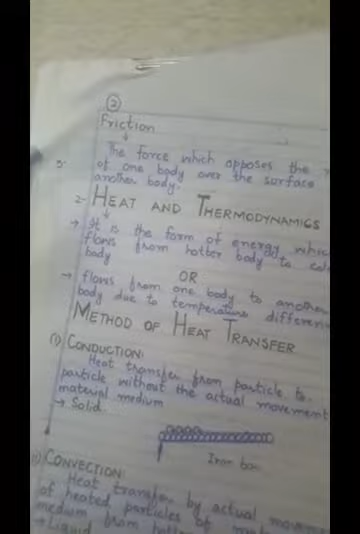 2
Friction
↓
The force which opposes the
of one body over the surface
another body.
2- HEAT AND THERMODYNAMICS
→ It is the form of energy which
flows from hotter body to
body
OR
→ flows from one body to another
body due to temperature
METHOD OF HEAT TRANSFER
(i) CONDUCTION:
Heat transfer from particle to
particle without the actual movement
material medium
→ Solid.
Iron
(ii) CONVECTION:
Heat transfer by actual
of heated particles of
medium from
→ Liquid